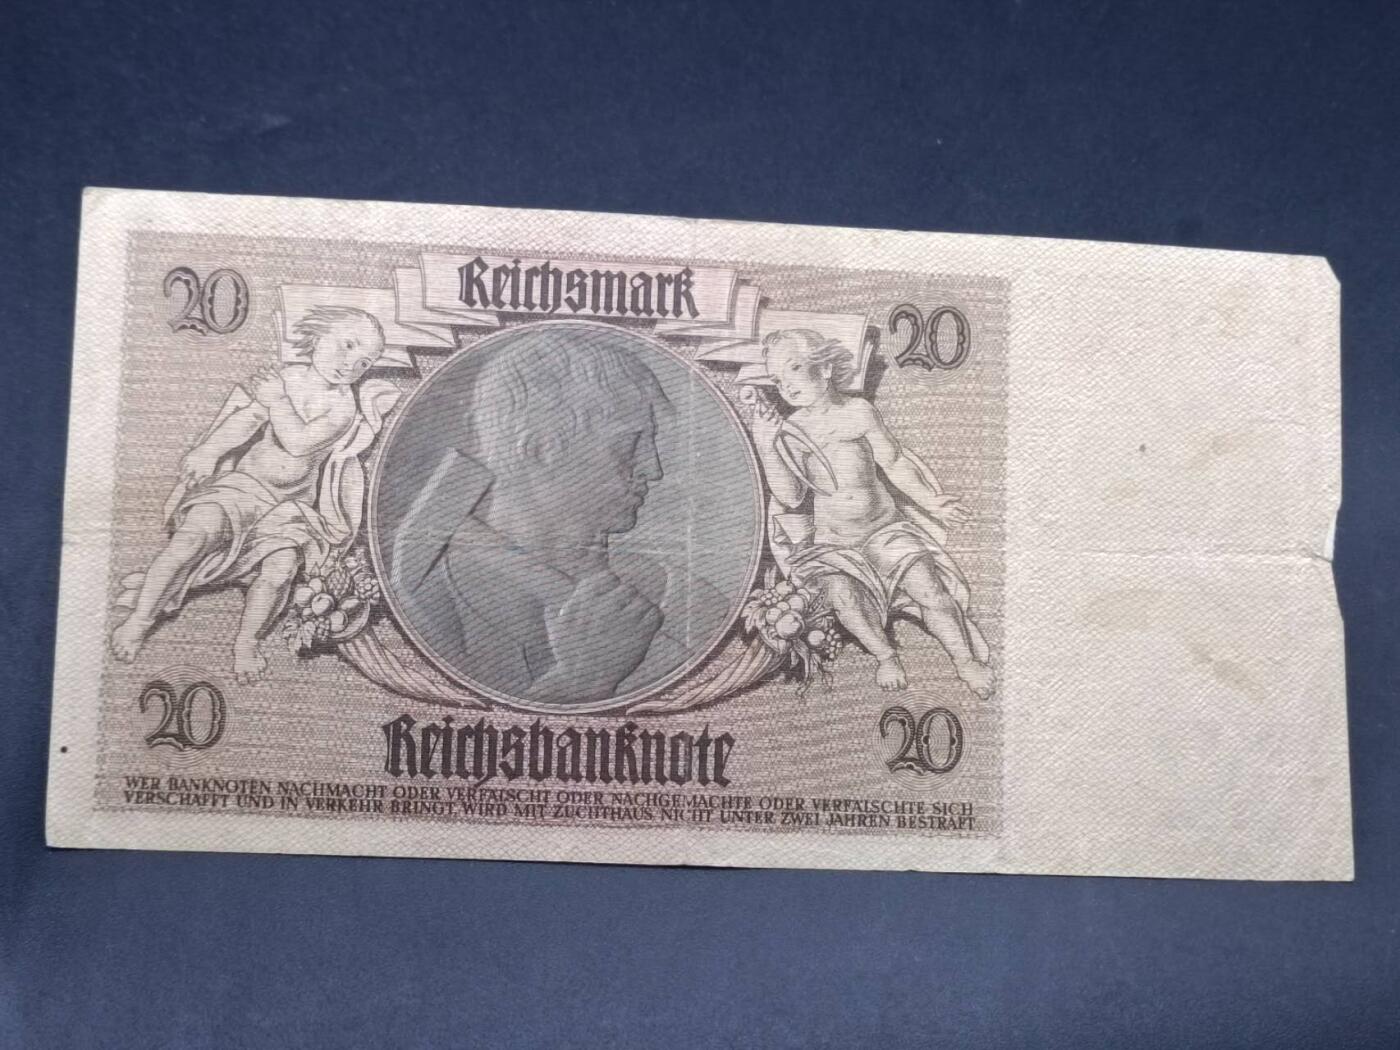 20 Reichsmark 20
20 Reichsbanknote 20
WER BANKNOTEN NACHMACHT ODER VERFÄLSCHT ODER NACHGEMACHTE ODER VERFÄLSCHTE SICH
VERSCHAFFT UND IN VERKEHR BRINGT, WIRD MIT ZUCHTHAUS NICHT UNTER ZWEI JAHREN BESTRAFT